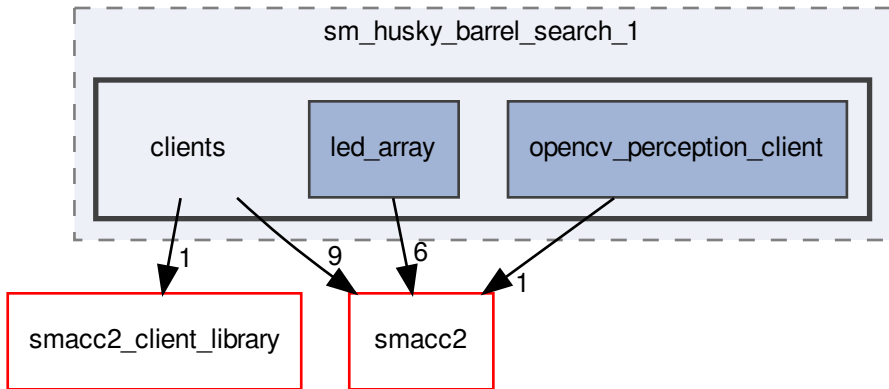 sm_husky_barrel_search_1
clients
led_array
opencv_perception_client
1
9
6
1
smacc2_client_library
smacc2